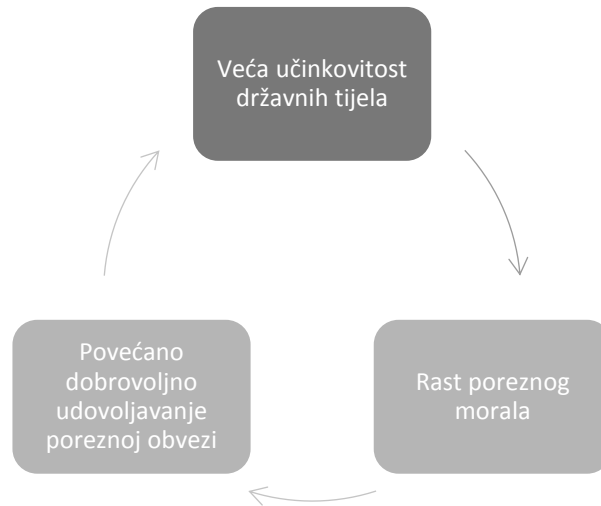 Veća učinkovitost
državnih tijela
Rast poreznog
morala
Povećano
dobrovoljno
udovoljavanje
poreznoj obvezi